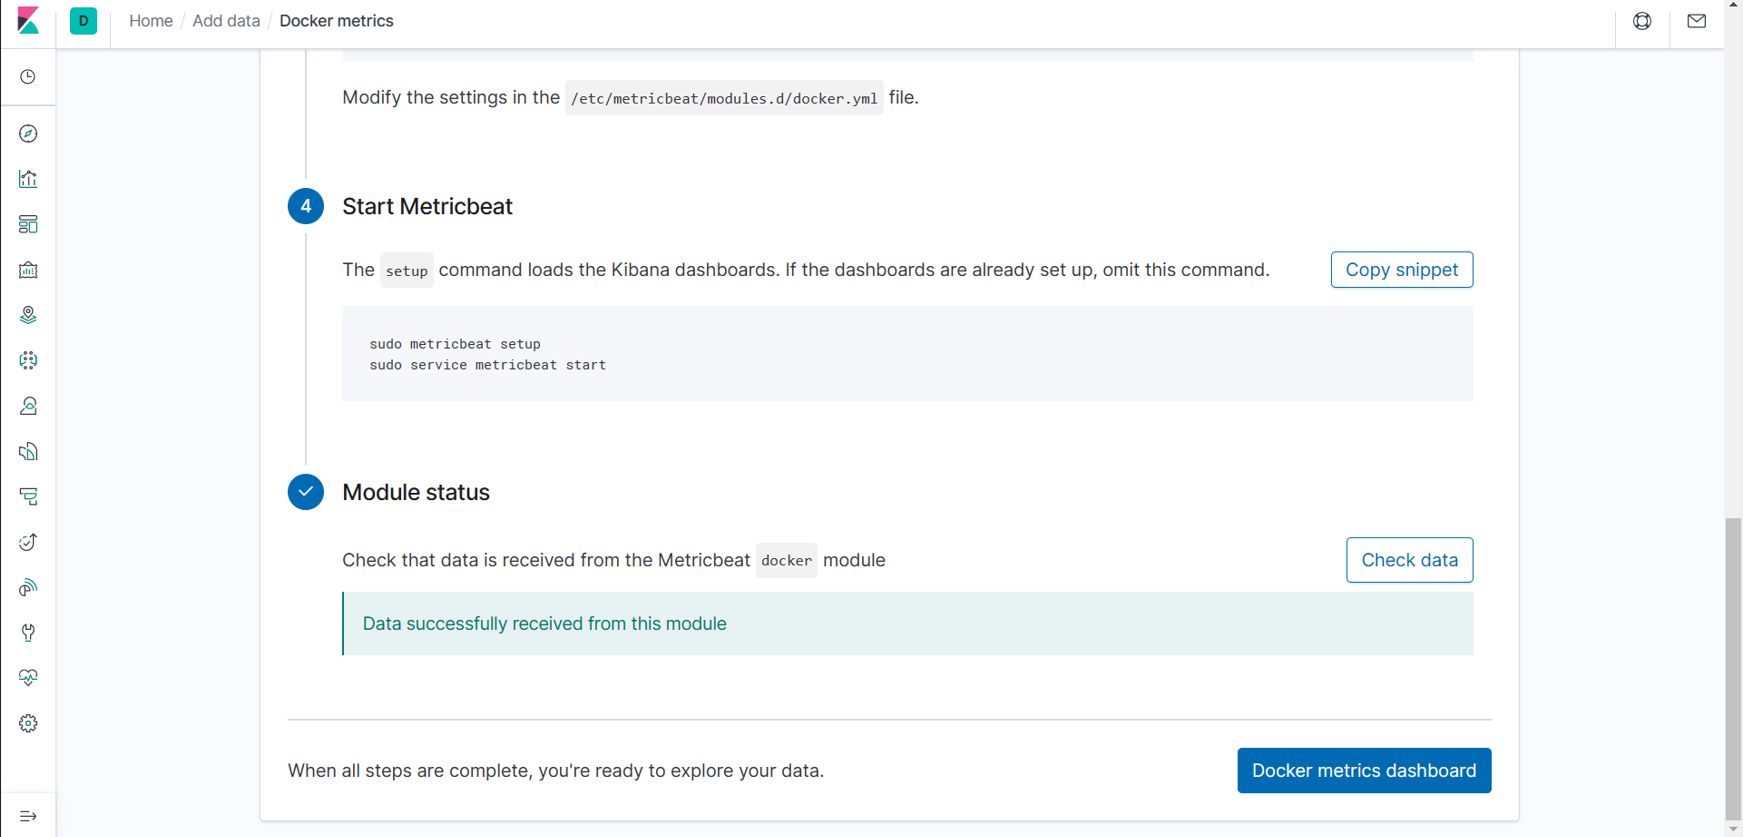 D Home / Add data / Docker metrics
Modify the settings in the /etc/metricbeat/modules.d/docker.yml file.
4 Start Metricbeat
The setup command loads the Kibana dashboards. If the dashboards are already set up, omit this command. Copy snippet
sudo metricbeat setup
sudo service metricbeat start
Module status
Check that data is received from the Metricbeat docker module Check data
Data successfully received from this module
When all steps are complete, you're ready to explore your data. Docker metrics dashboard